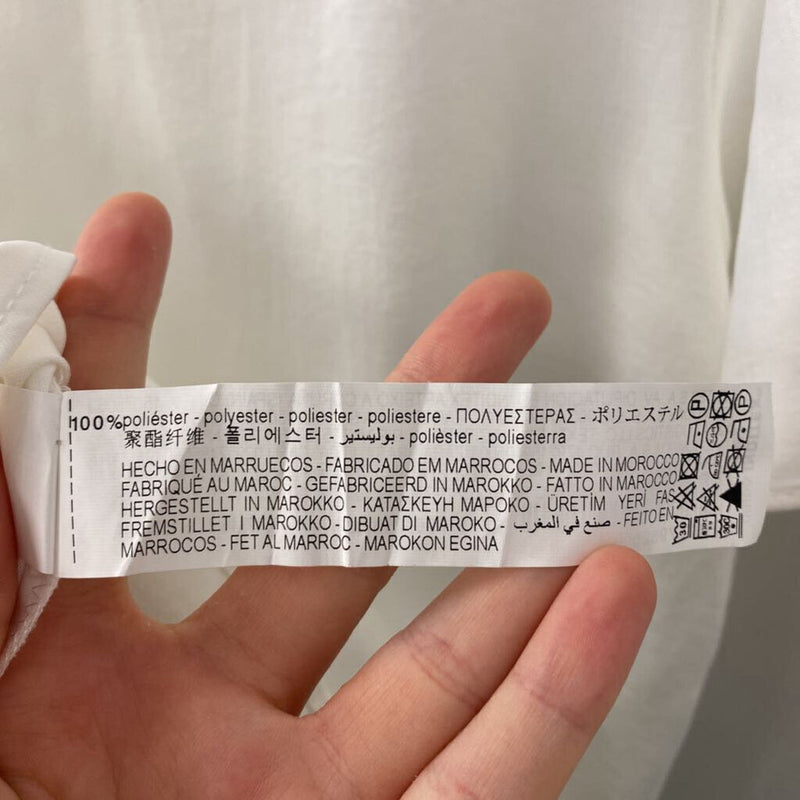 100%poliéster - polyester - poliester - poliestere - ΠΟΛΥΕΣΤΕΡΑΣ - ポリエステル
聚酯纤维 - 폴리에스터 - بوليستير - polièster - poliesterra
HECHO EN MARRUECOS - FABRICADO EM MARROCOS - MADE IN MOROCCO
FABRIQUÉ AU MAROC - GEFABRICEERD IN MAROKKO - FATTO IN MAROCCO
HERGESTELLT IN MAROKKO - ΚΑΤΑΣΚΕΥΗ ΜΑΡΟΚΟ - ÜRETİM YERİ FAS
FREMSTILLET I MAROKKO - DIBUAT DI MAROKO - صنع في المغرب - FEITO EN
MARROCOS - FET AL MARROC - MAROKON EGINA
P P
30